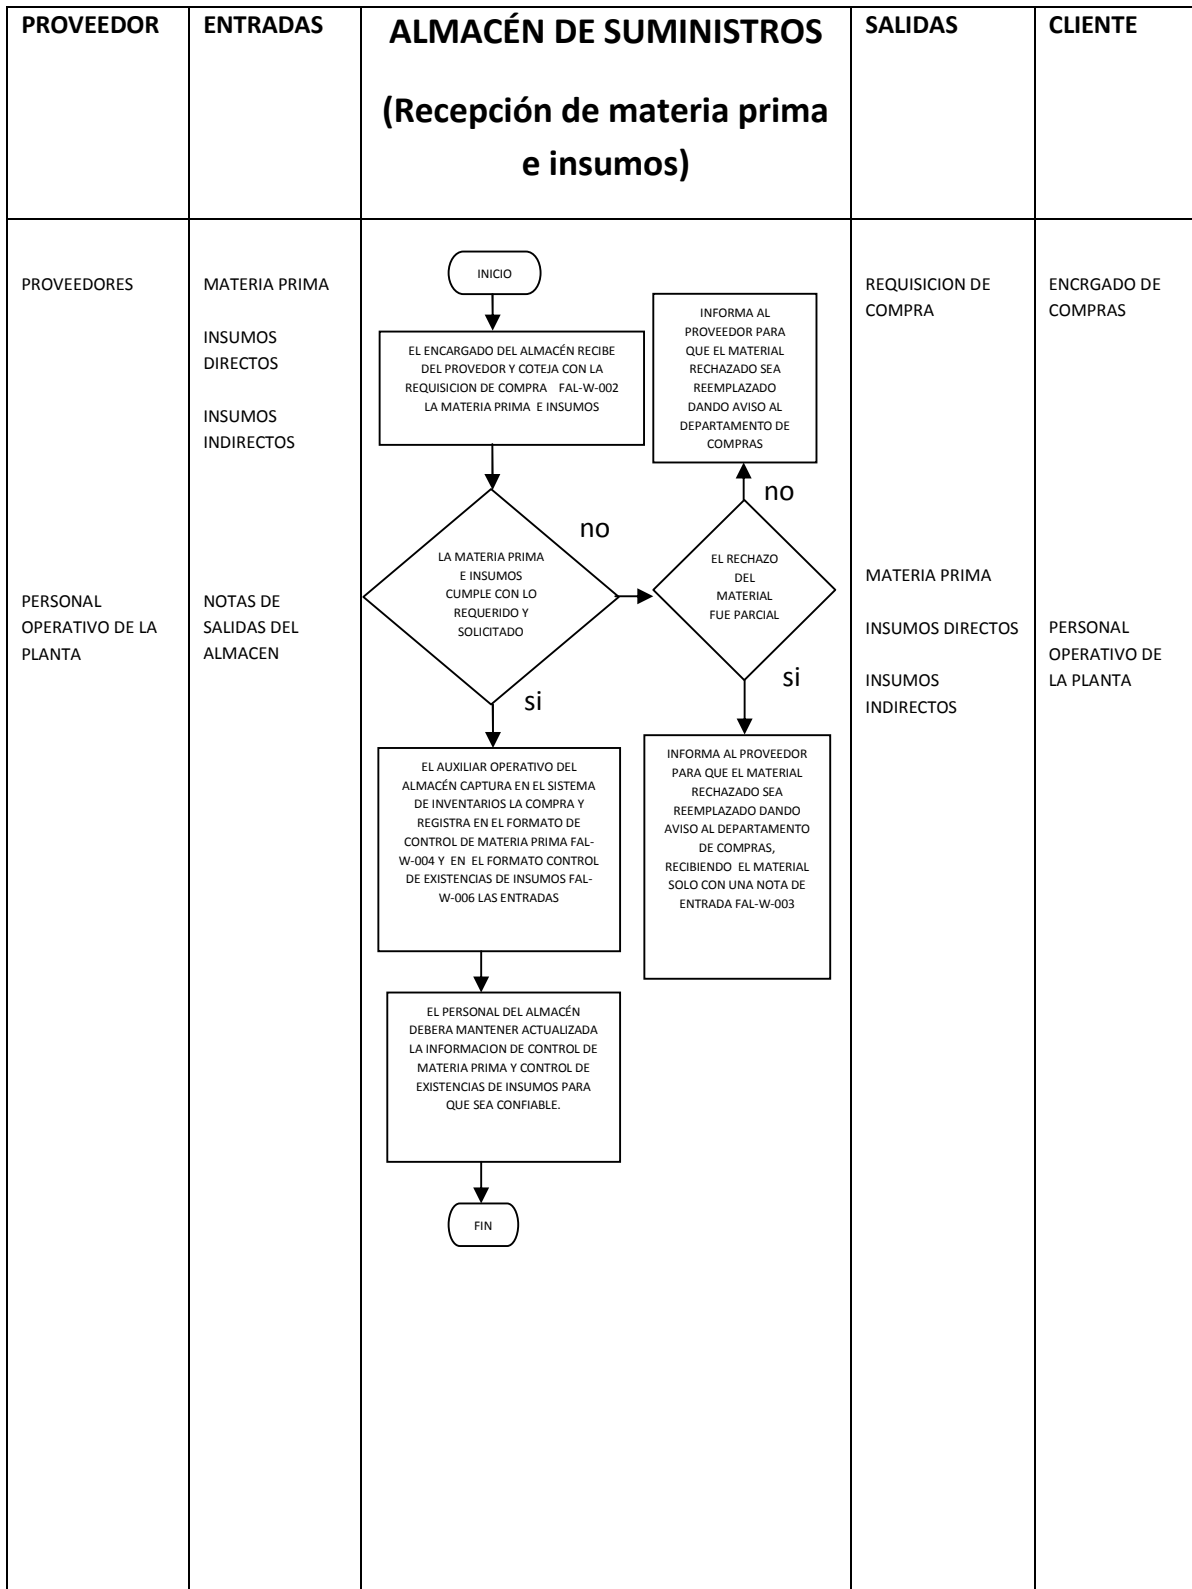 PROVEEDOR
ENTRADAS
ALMACÉN DE SUMINISTROS
(Recepción de materia prima
e insumos)
SALIDAS
CLIENTE
PROVEEDORES
PERSONAL
OPERATIVO DE LA
PLANTA
MATERIA PRIMA
INSUMOS
DIRECTOS
INSUMOS
INDIRECTOS
NOTAS DE
SALIDAS DEL
ALMACEN
INICIO
EL ENCARGADO DEL ALMACÉN RECIBE
DEL PROVEDOR Y COTEJA CON LA
REQUISICION DE COMPRA FAL-W-002
LA MATERIA PRIMA E INSUMOS
LA MATERIA PRIMA
E INSUMOS
CUMPLE CON LO
REQUERIDO Y
SOLICITADO
no
si
EL AUXILIAR OPERATIVO DEL
ALMACÉN CAPTURA EN EL SISTEMA
DE INVENTARIOS LA COMPRA Y
REGISTRA EN EL FORMATO DE
CONTROL DE MATERIA PRIMA FAL-
W-004 Y EN EL FORMATO CONTROL
DE EXISTENCIAS DE INSUMOS FAL-
W-006 LAS ENTRADAS
EL PERSONAL DEL ALMACÉN
DEBERA MANTENER ACTUALIZADA
LA INFORMACION DE CONTROL DE
MATERIA PRIMA Y CONTROL DE
EXISTENCIAS DE INSUMOS PARA
QUE SEA CONFIABLE.
FIN
INFORMA AL
PROVEEDOR PARA
QUE EL MATERIAL
RECHAZADO SEA
REEMPLAZADO
DANDO AVISO AL
DEPARTAMENTO DE
COMPRAS
no
EL RECHAZO
DEL
MATERIAL
FUE PARCIAL
si
INFORMA AL PROVEEDOR
PARA QUE EL MATERIAL
RECHAZADO SEA
REEMPLAZADO DANDO
AVISO AL DEPARTAMENTO
DE COMPRAS,
RECIBIENDO EL MATERIAL
SOLO CON UNA NOTA DE
ENTRADA FAL-W-003
REQUISICION DE
COMPRA
MATERIA PRIMA
INSUMOS DIRECTOS
INSUMOS
INDIRECTOS
ENCRGADO DE
COMPRAS
PERSONAL
OPERATIVO DE
LA PLANTA